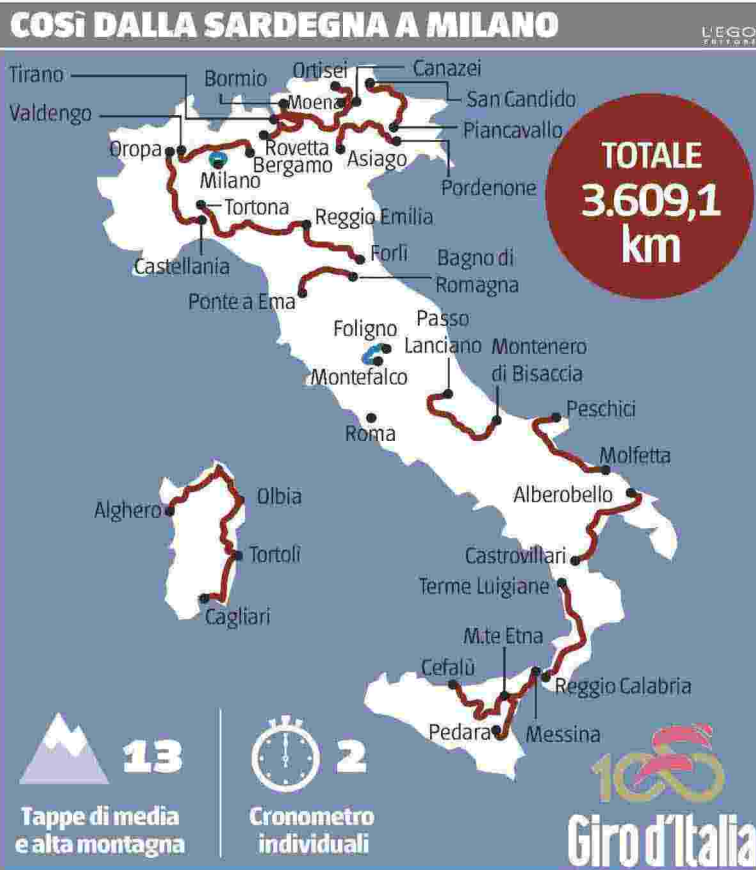 COSÌ DALLA SARDEGNA A MILANO
L'EGO
EDITORE
Tirano
Bormio
Ortisei
Canazei
Valdengo
Moena
San Candido
Oropa
Rovetta
Piancavallo
Bergamo
Asiago
Milano
Pordenone
TOTALE
3.609,1
km
Tortona
Reggio Emilia
Castellania
Forlì
Bagno di
Romagna
Ponte a Ema
Foligno
Passo
Lanciano
Montenero
di Bisaccia
Montefalco
Peschici
Roma
Molfetta
Alberobello
Alghero
Olbia
Tortolì
Castrovillari
Terme Luigiane
Cagliari
M.te Etna
Cefalù
Reggio Calabria
Pedara
Messina
13
Tappe di media
e alta montagna
2
Cronometro
individuali
100
Giro d'Italia